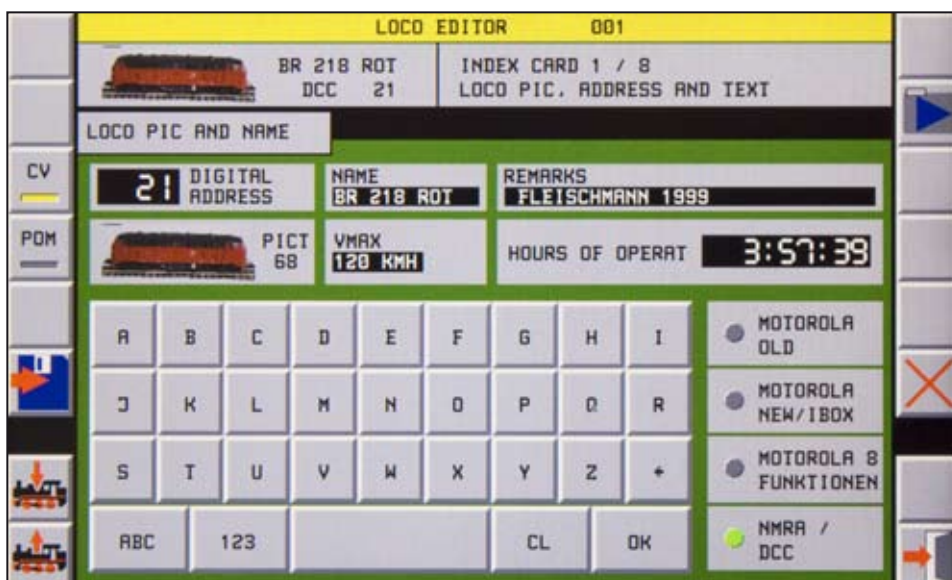 LOCO EDITOR 001
BR 218 ROT
DCC 21
INDEX CARD 1 / 8
LOCO PIC, ADDRESS AND TEXT
LOCO PIC AND NAME
CV
POM
21 DIGITAL
ADDRESS
NAME
BR 218 ROT
REMARKS
FLEISCHMANN 1999
PICT
68
VMAX
120 KMH
HOURS OF OPERAT 3:57:39
A B C D E F G H I
J K L M N O P Q R
S T U V W X Y Z ←
ABC 123 CL OK
MOTOROLA
OLD
MOTOROLA
NEW/IBOX
MOTOROLA 8
FUNKTIONEN
NMRA /
DCC